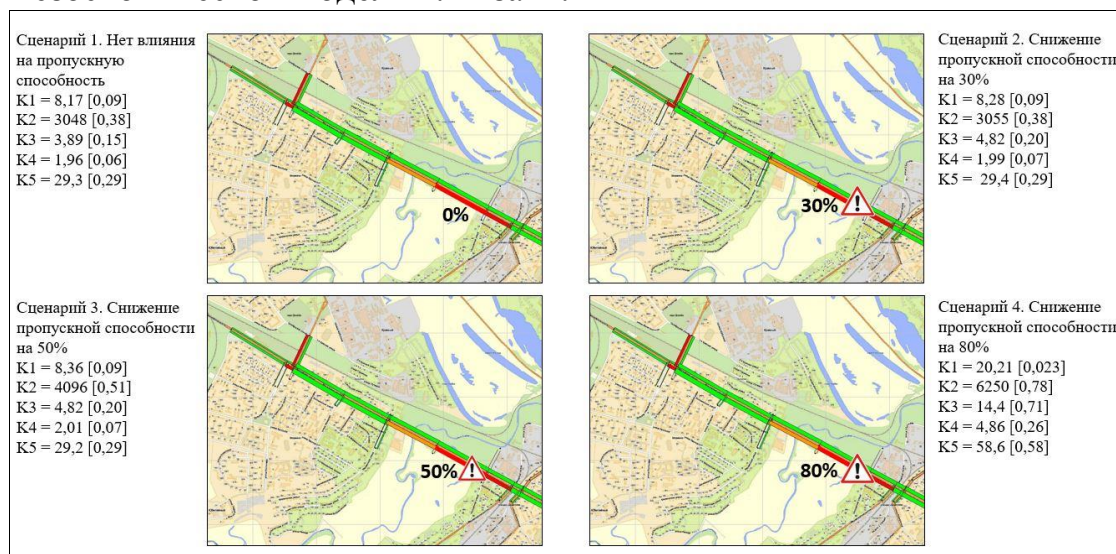 Сценарий 1. Нет влияния
на пропускную
способность
K1 = 8,17 [0,09]
K2 = 3048 [0,38]
K3 = 3,89 [0,15]
K4 = 1,96 [0,06]
K5 = 29,3 [0,29]
0%
Сценарий 2. Снижение
пропускной способности
на 30%
K1 = 8,28 [0,09]
K2 = 3055 [0,38]
K3 = 4,82 [0,20]
K4 = 1,99 [0,07]
K5 = 29,4 [0,29]
30%
Сценарий 3. Снижение
пропускной способности
на 50%
K1 = 8,36 [0,09]
K2 = 4096 [0,51]
K3 = 4,82 [0,20]
K4 = 2,01 [0,07]
K5 = 29,2 [0,29]
50%
Сценарий 4. Снижение
пропускной способности
на 80%
K1 = 20,21 [0,023]
K2 = 6250 [0,78]
K3 = 14,4 [0,71]
K4 = 4,86 [0,26]
K5 = 58,6 [0,58]
80%